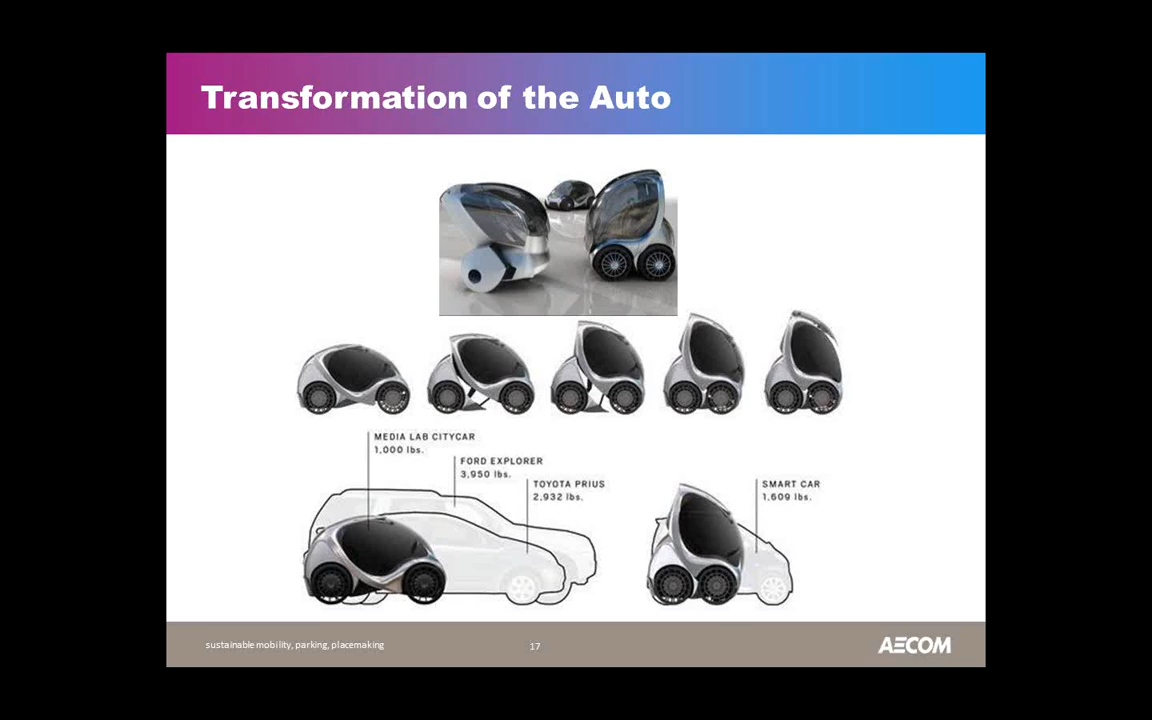 Transformation of the Auto
MEDIA LAB CITYCAR
1,000 lbs.
FORD EXPLORER
3,950 lbs.
TOYOTA PRIUS
2,932 lbs.
SMART CAR
1,609 lbs.
sustainable mobility, parking, placemaking
17
AECOM